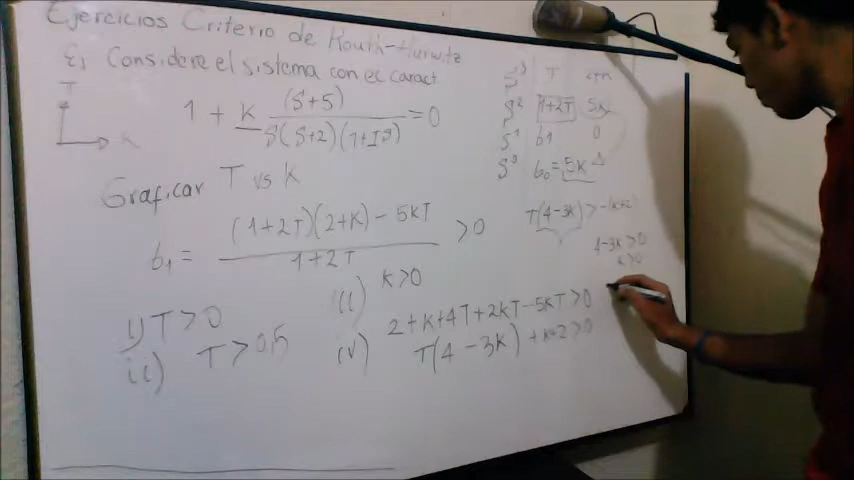 Ejercicios Criterio de Routh-Hurwitz
Ej Considere el sistema con ec caract
T
K
1 + K (S+5) / S(S+2)(1+TS) = 0
Graficar T vs K
b1 = (1+2T)(2+K) - 5KT / 1+2T > 0
i) T > 0
ii) T > 0,5
iii) K>0
iv) 2+K+4T+2KT-5KT>0
T(4-3K) + K+2 >0
S³ T
S² 1+2T 5K
S¹ b1 0
S⁰ b0=5K
T(4-3K) > -(K+2)
4-3K>0
K>0